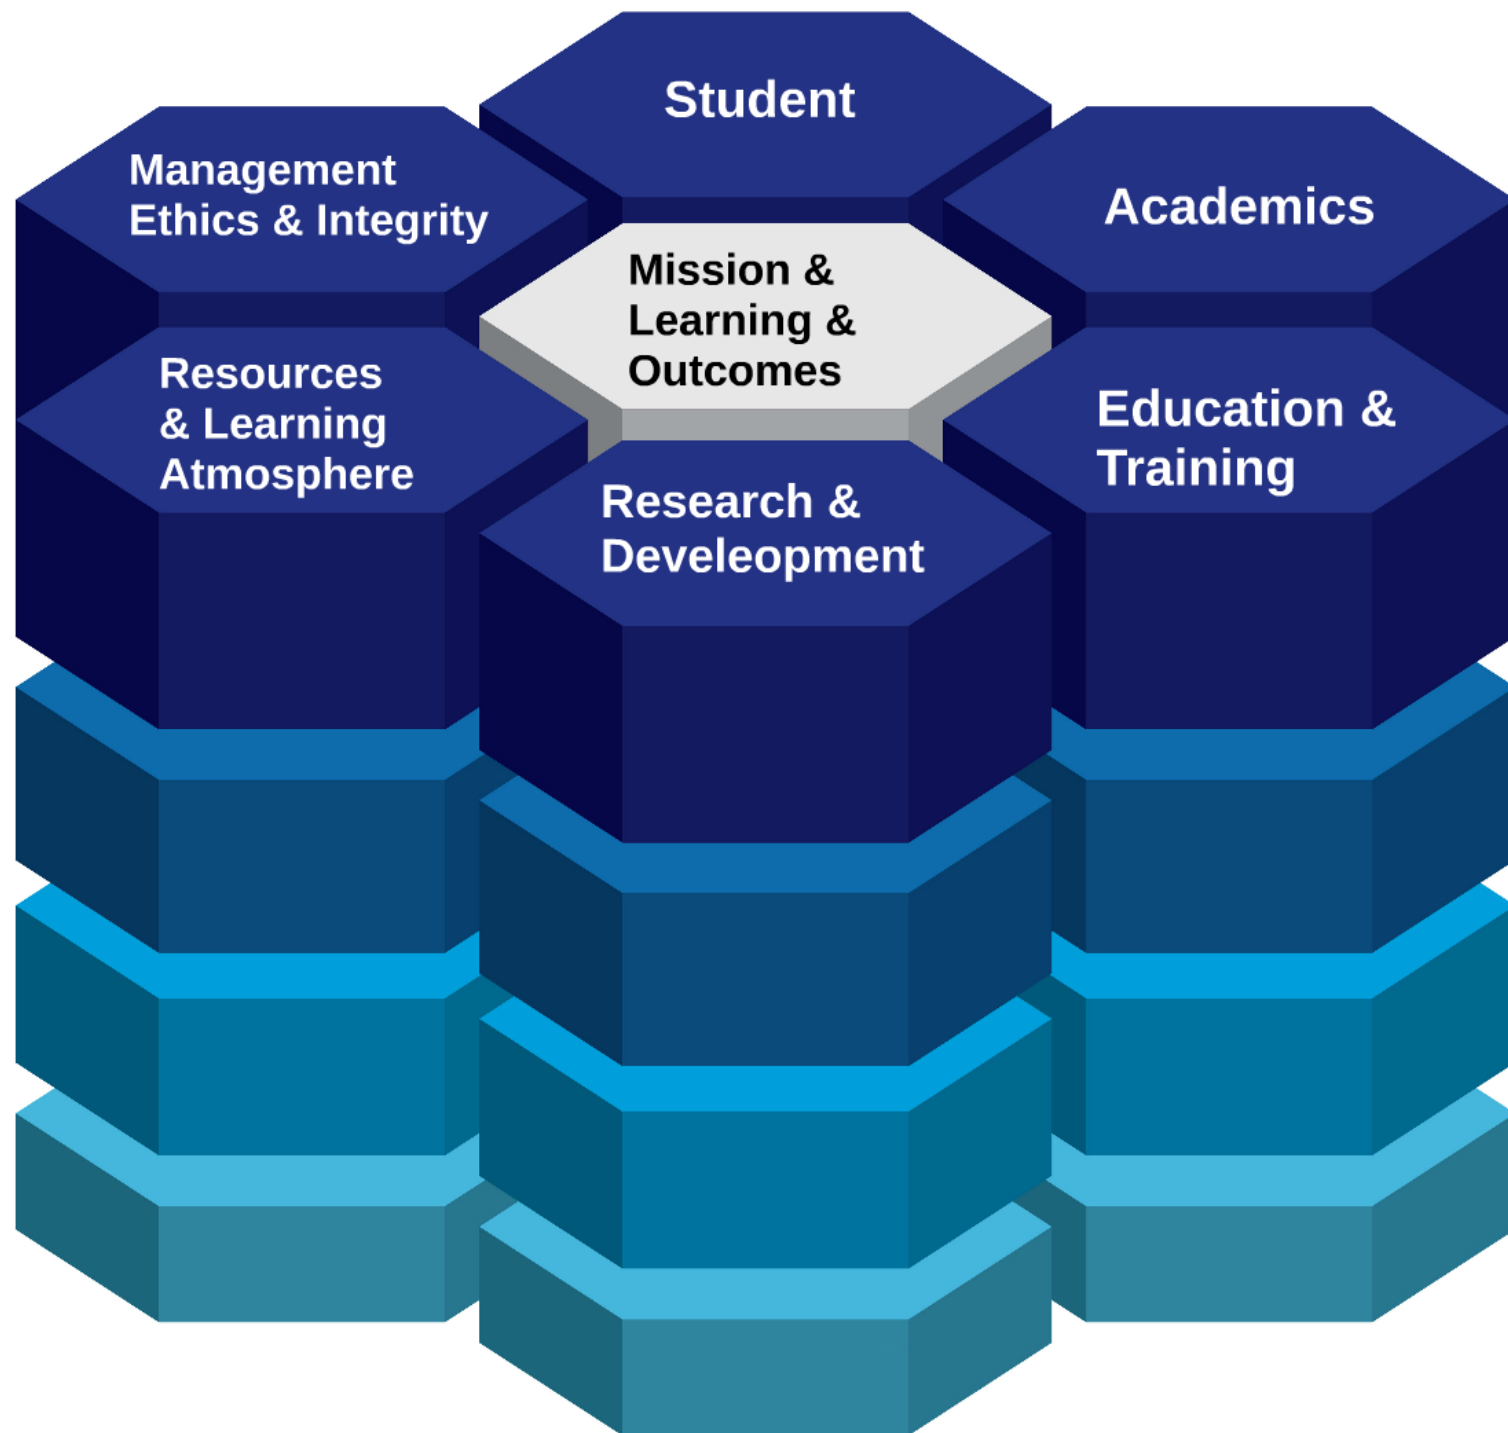 Student
Management
Ethics & Integrity
Academics
Mission &
Learning &
Outcomes
Resources
& Learning
Atmosphere
Education &
Training
Research &
Develeopment